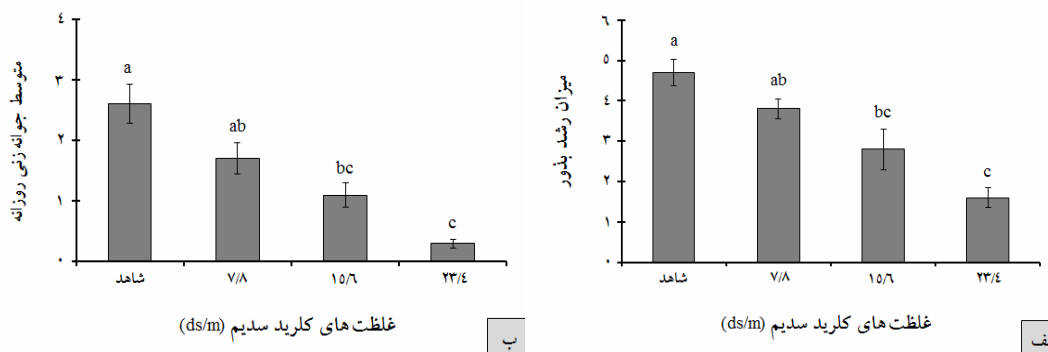 میزان رشد بذور
۶
۵
۴
۳
۲
۱
۰
a
ab
bc
c
شاهد ۷/۸ ۱۵/۶ ۲۳/۴
غلظت های کلرید سدیم (ds/m)
متوسط جوانه زنی روزانه
۴
۳
۲
۱
۰
a
ab
bc
c
شاهد ۷/۸ ۱۵/۶ ۲۳/۴
غلظت های کلرید سدیم (ds/m)
ب